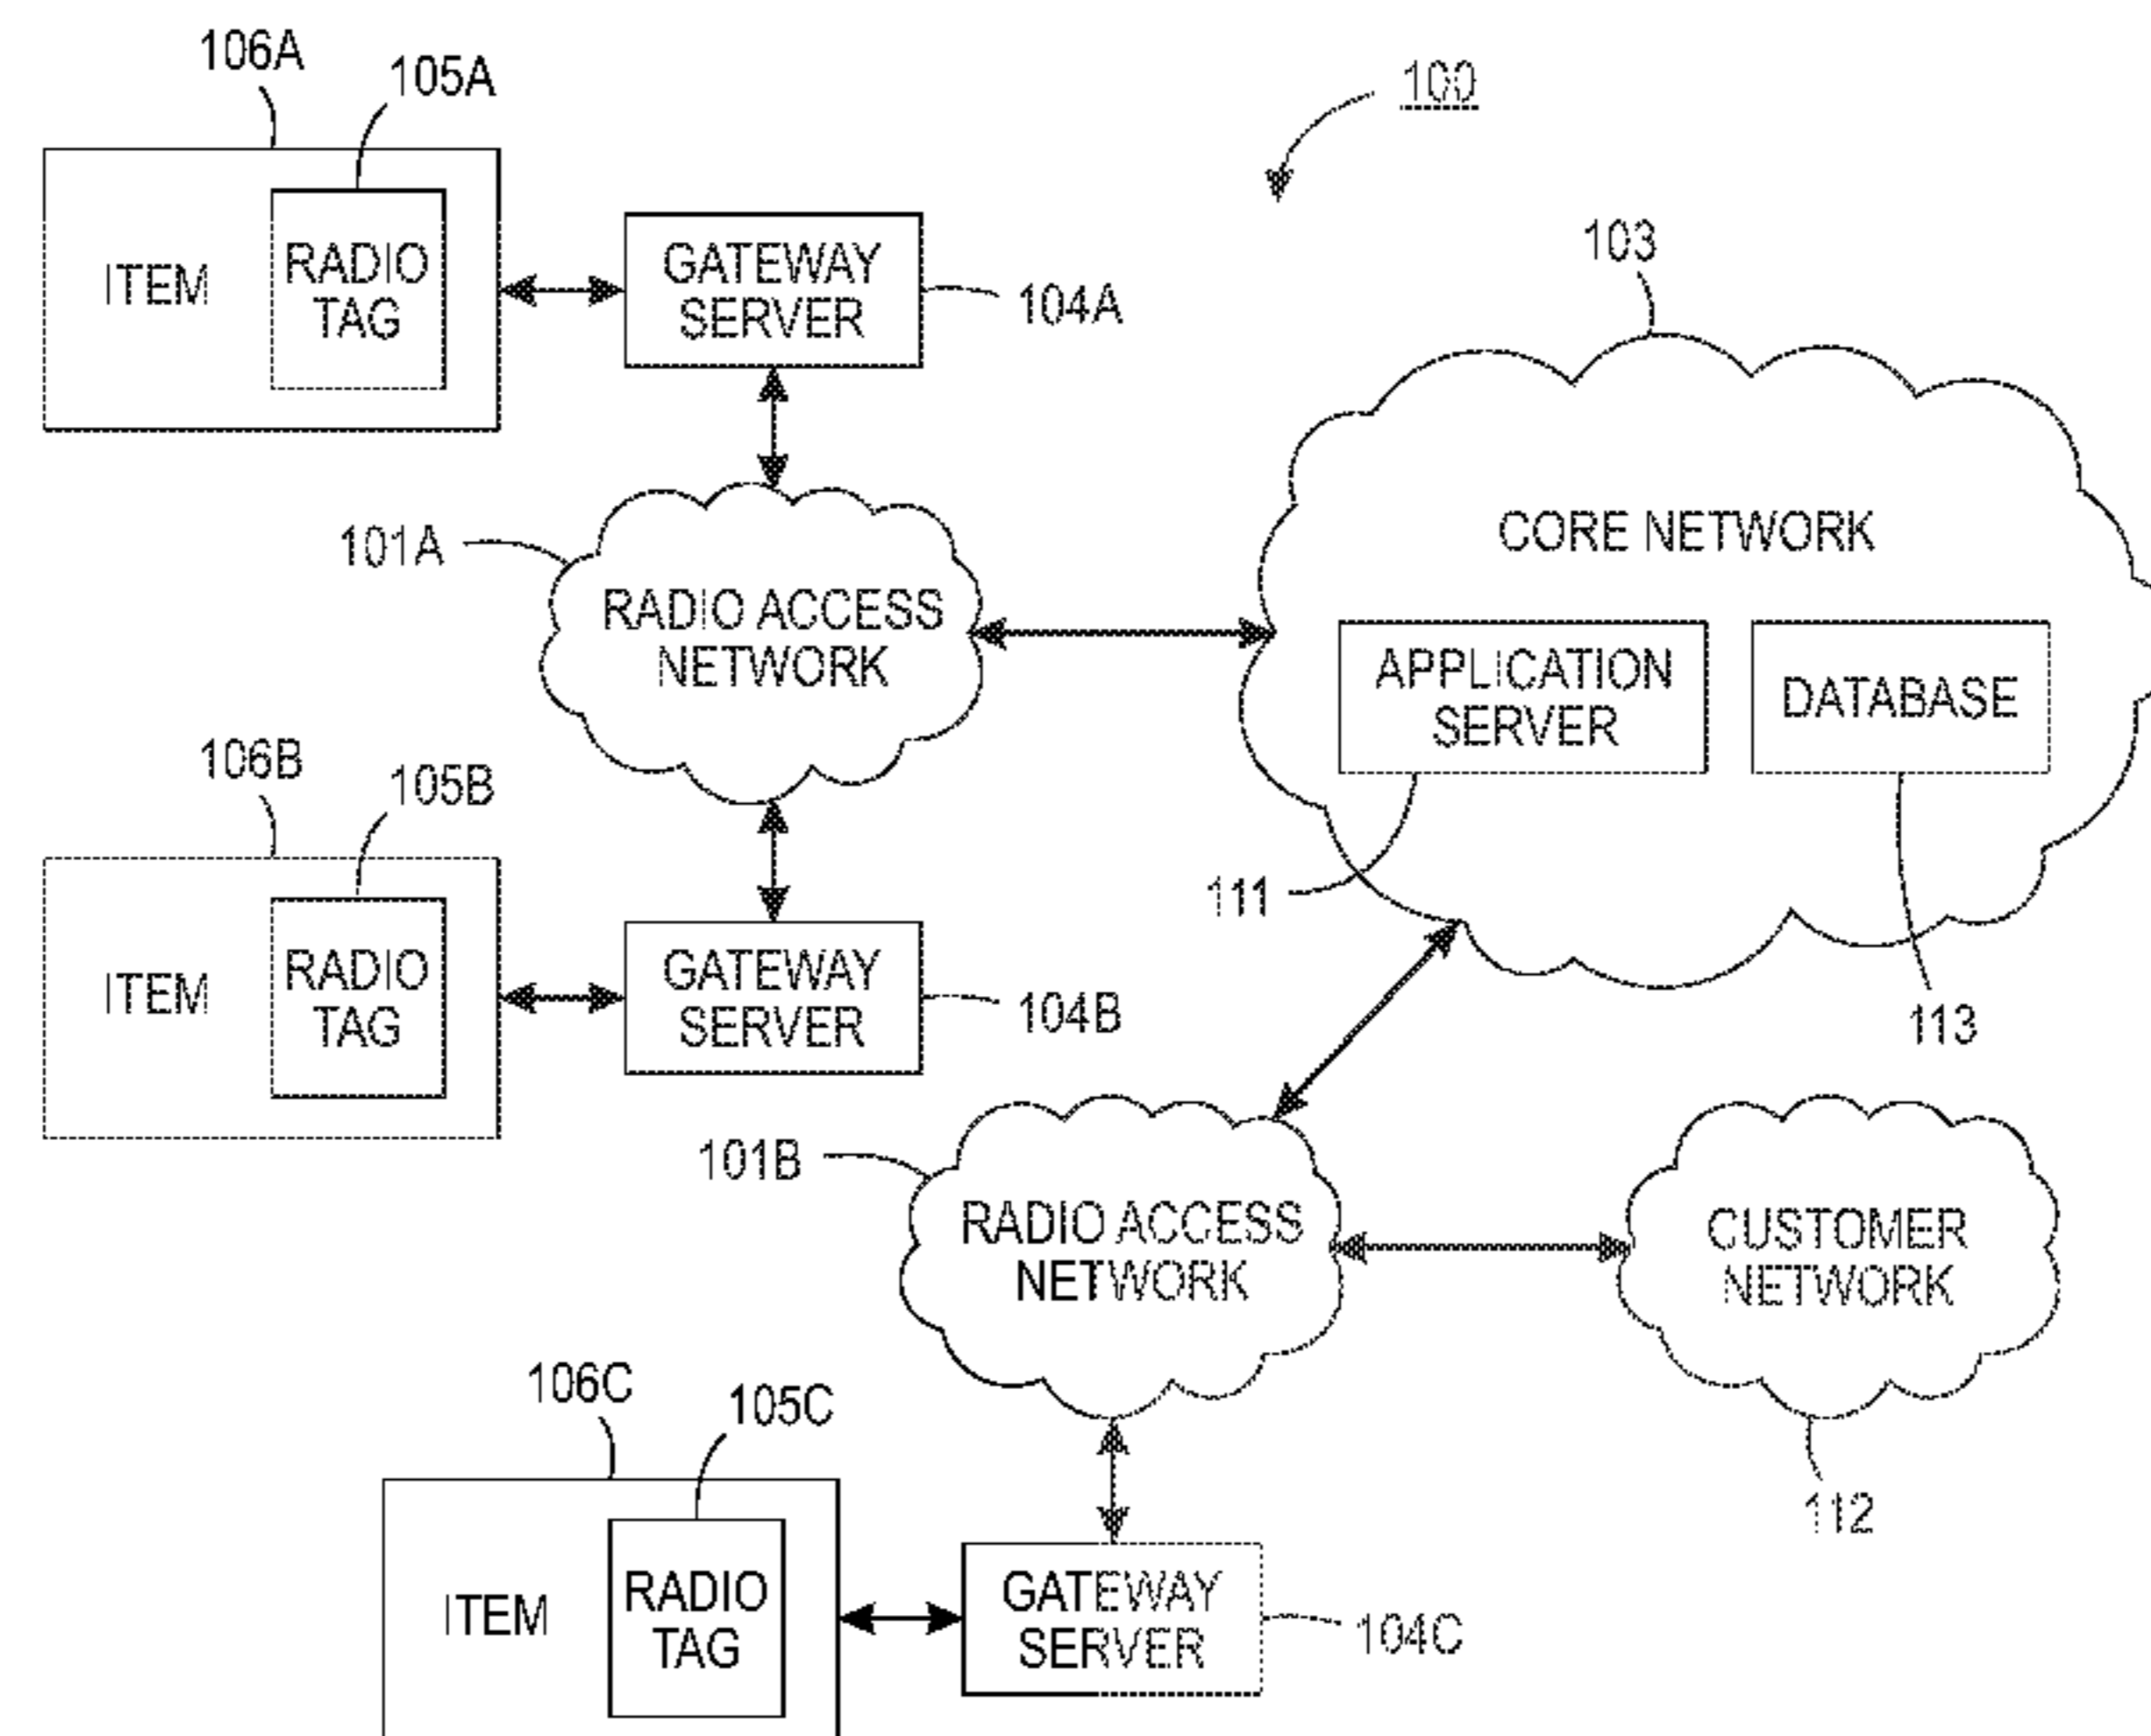 106A
105A
100
ITEM
RADIO
TAG
GATEWAY
SERVER
104A
103
101A
RADIO ACCESS
NETWORK
CORE NETWORK
APPLICATION
SERVER
DATABASE
106B
105B
111
113
ITEM
RADIO
TAG
GATEWAY
SERVER
104B
101B
RADIO ACCESS
NETWORK
CUSTOMER
NETWORK
112
106C
105C
ITEM
RADIO
TAG
GATEWAY
SERVER
104C